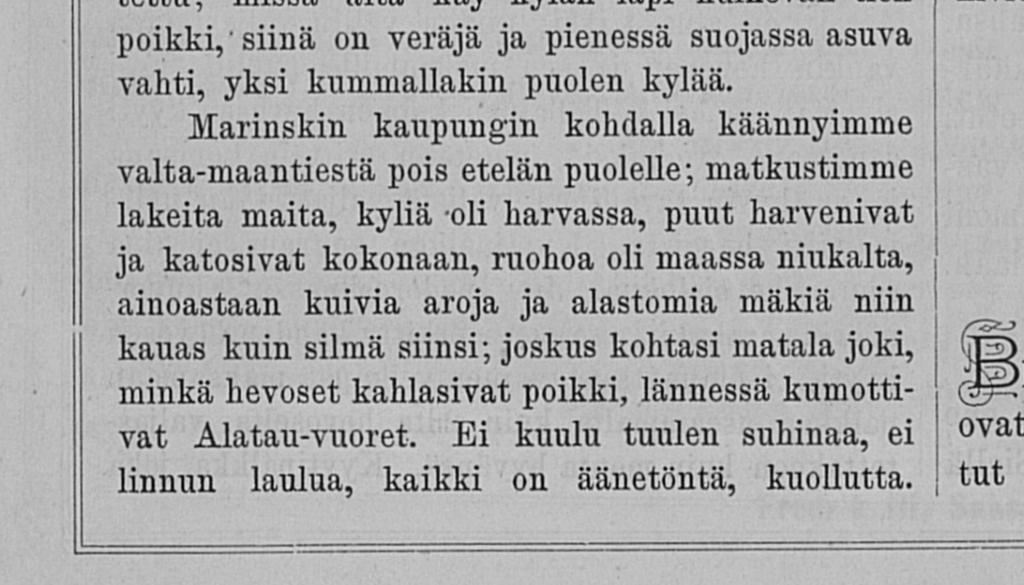 poikki, siinä on veräjä ja pienessä suojassa asuva
vahti, yksi kummallakin puolen kylää.
Marinskin kaupungin kohdalla käännyimme
valta-maantiestä pois etelän puolelle; matkustimme
lakeita maita, kyliä oli harvassa, puut harvenivat
ja katosivat kokonaan, ruohoa oli maassa niukalta,
ainoastaan kuivia aroja ja alastomia mäkiä niin
kauas kuin silmä siinsi; joskus kohtasi matala joki,
minkä hevoset kahlasivat poikki, lännessä kumotti-
vat Alatau-vuoret. Ei kuulu tuulen suhinaa, ei
linnun laulua, kaikki on äänetöntä, kuollutta.
B
ovat
tut